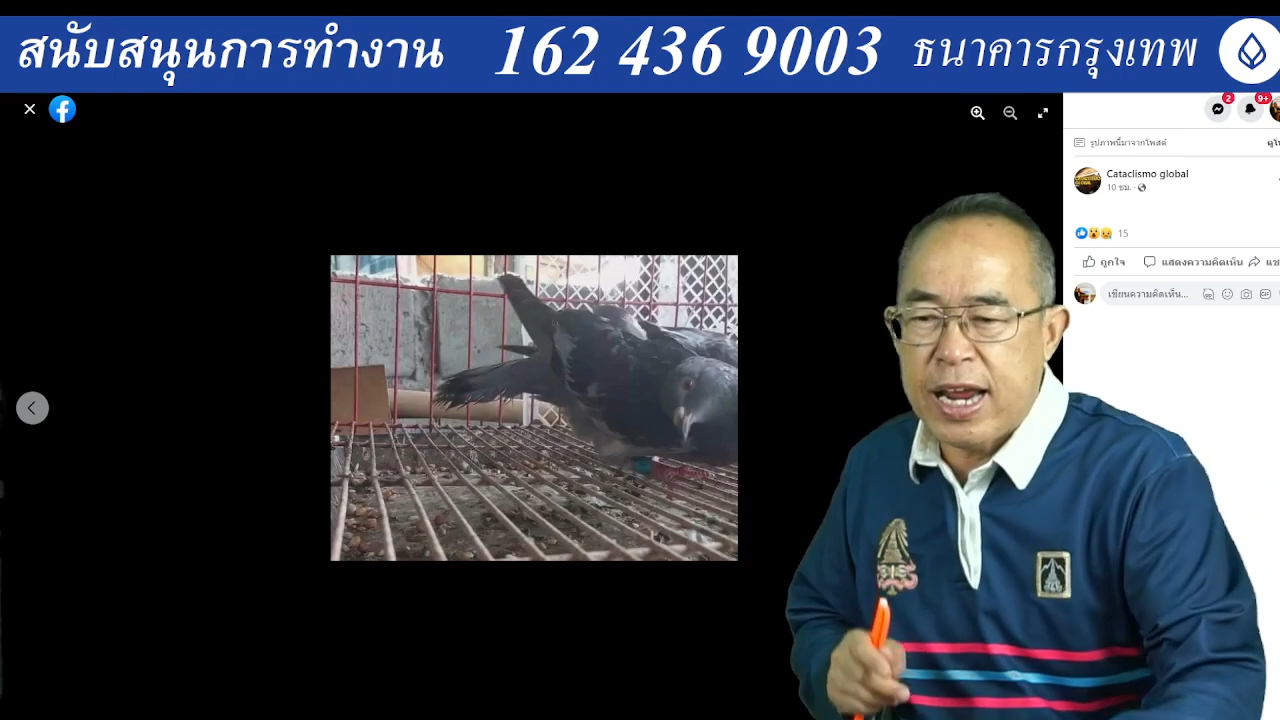 สนับสนุนการทำงาน 162 436 9003 ธนาคารกรุงเทพ
2 9+
รูปภาพนี้มาจากโพสต์
Cataclismo global
10 ชม. ·
15
ถูกใจ แสดงความคิดเห็น แช
เขียนความคิดเห็น...